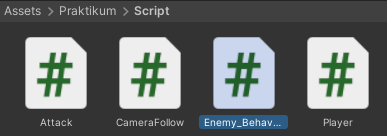 Assets > Praktikum > Script
Attack CameraFollow Enemy_Behav... Player